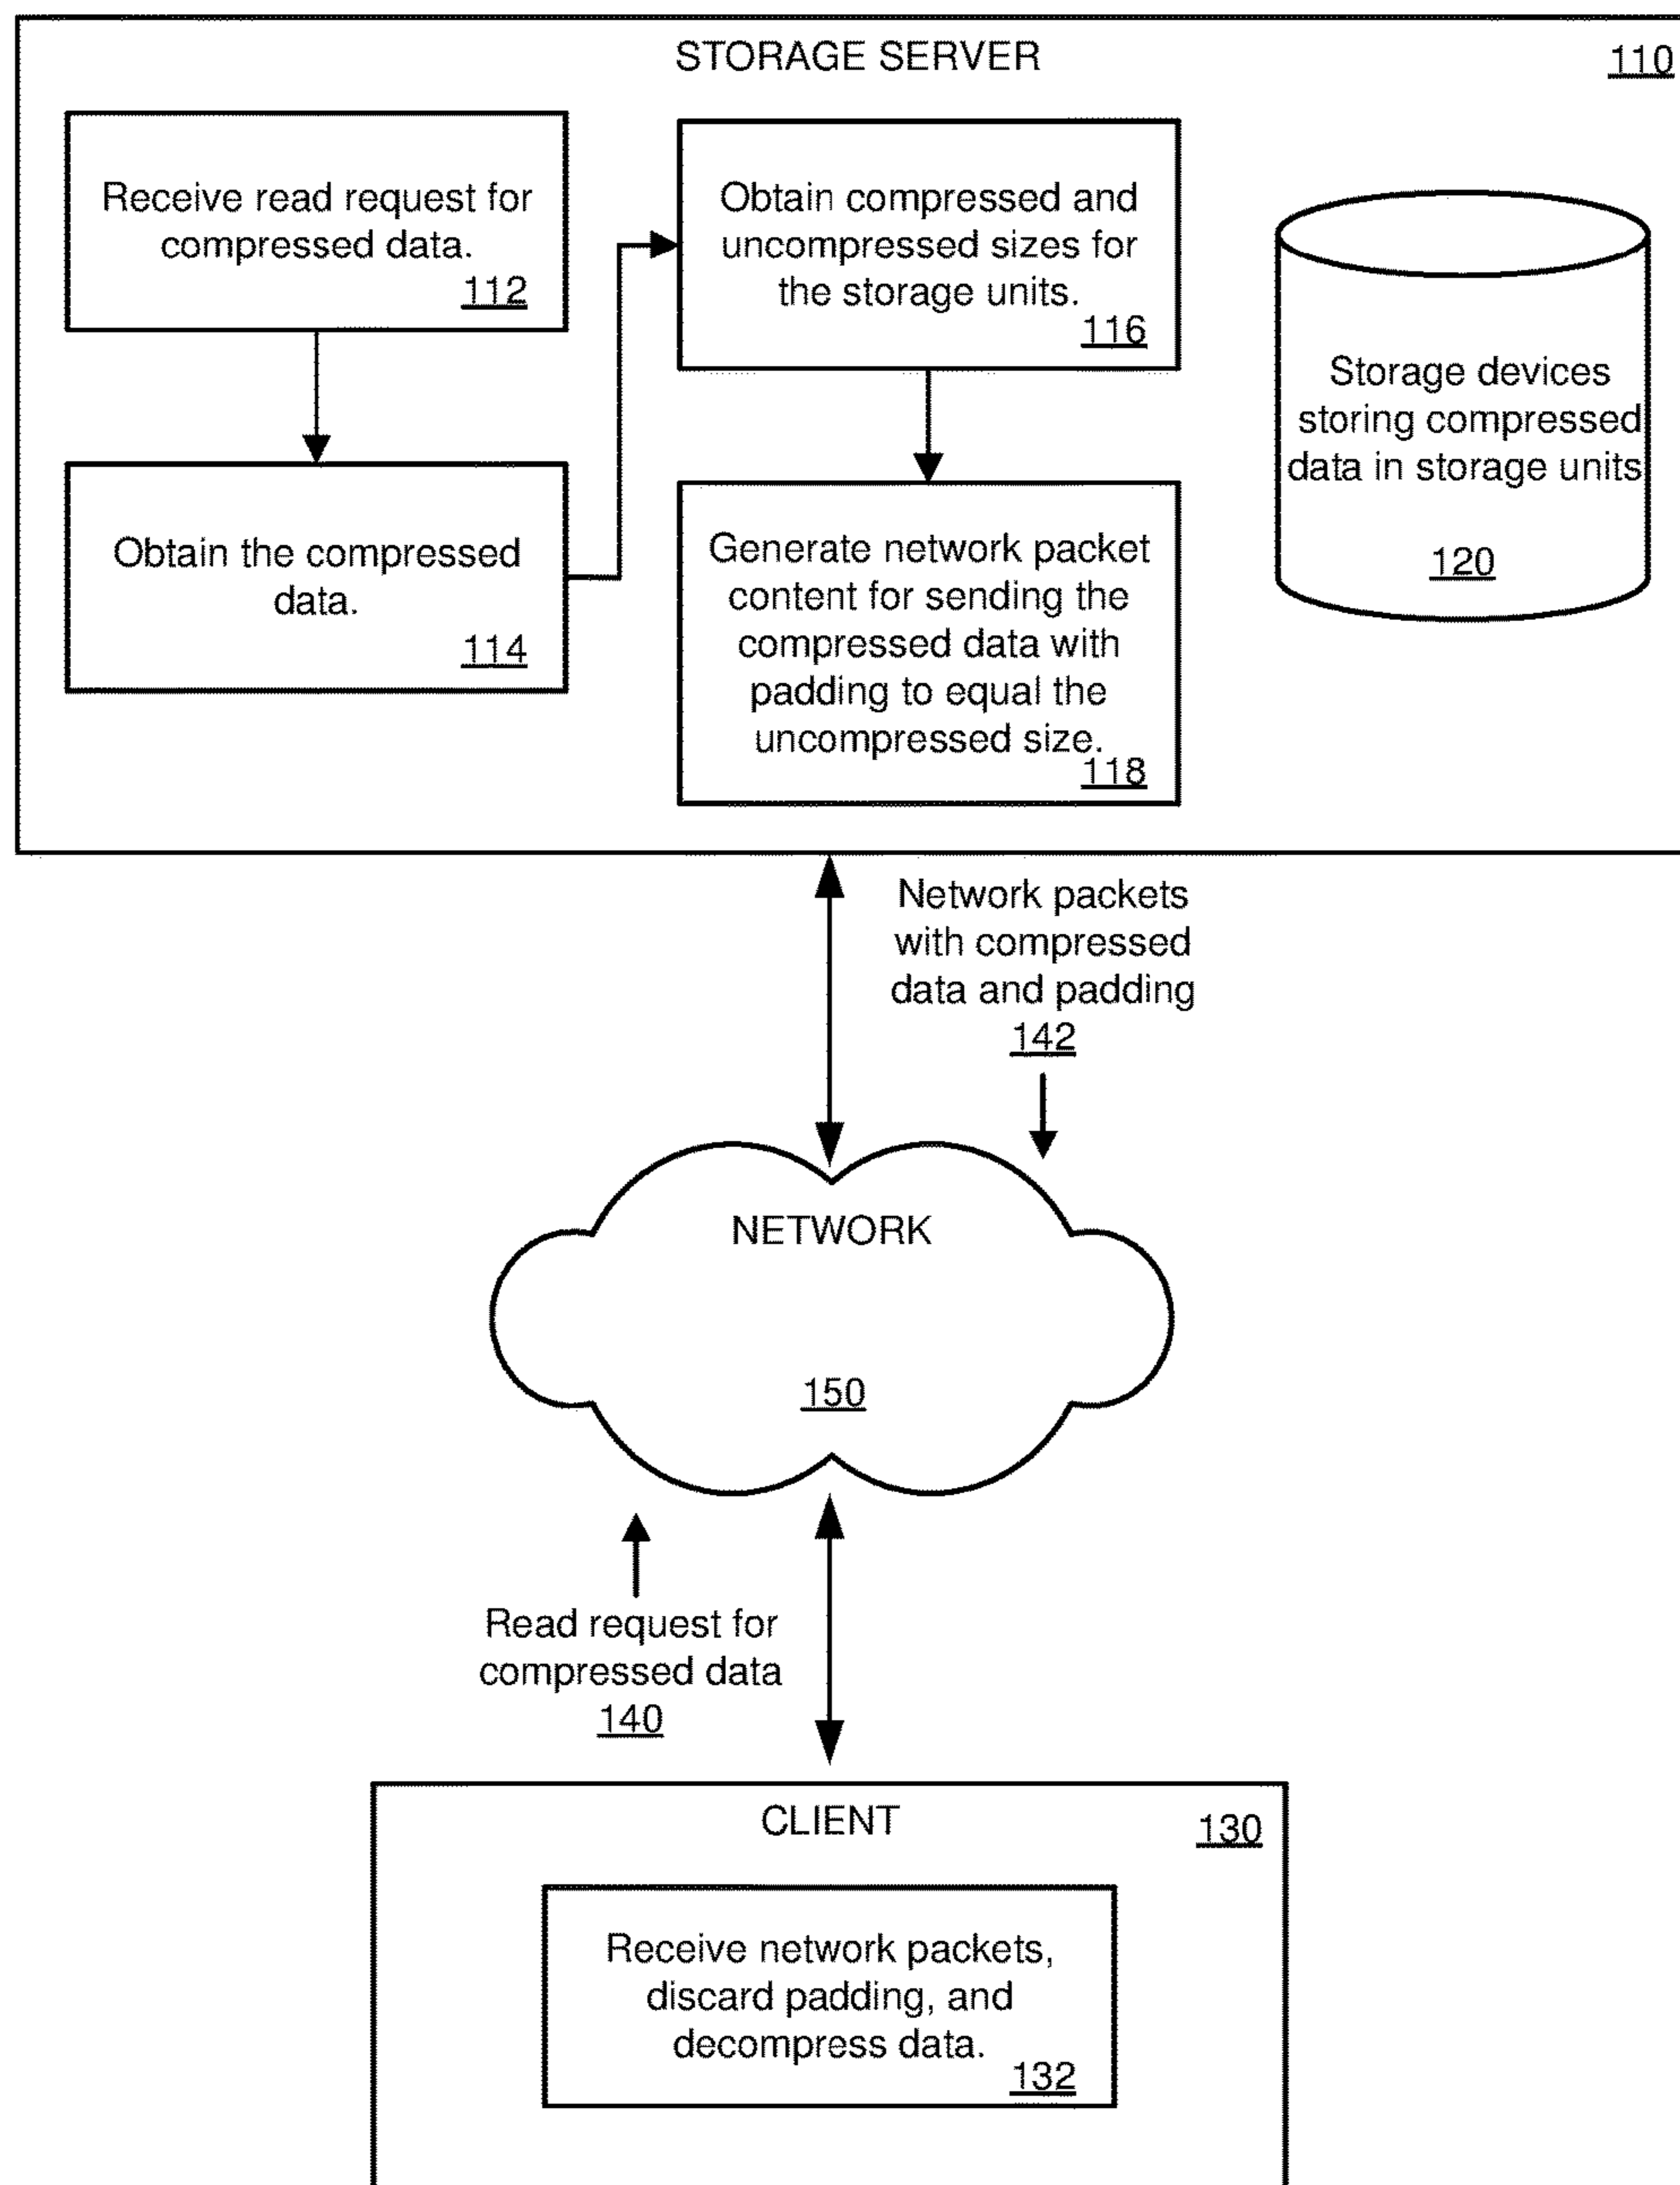 STORAGE SERVER
110
Receive read request for
compressed data.
112
Obtain the compressed
data.
114
Obtain compressed and
uncompressed sizes for
the storage units.
116
Generate network packet
content for sending the
compressed data with
padding to equal the
uncompressed size.
118
Storage devices
storing compressed
data in storage units
120
Network packets
with compressed
data and padding
142
NETWORK
150
Read request for
compressed data
140
CLIENT
130
Receive network packets,
discard padding, and
decompress data.
132